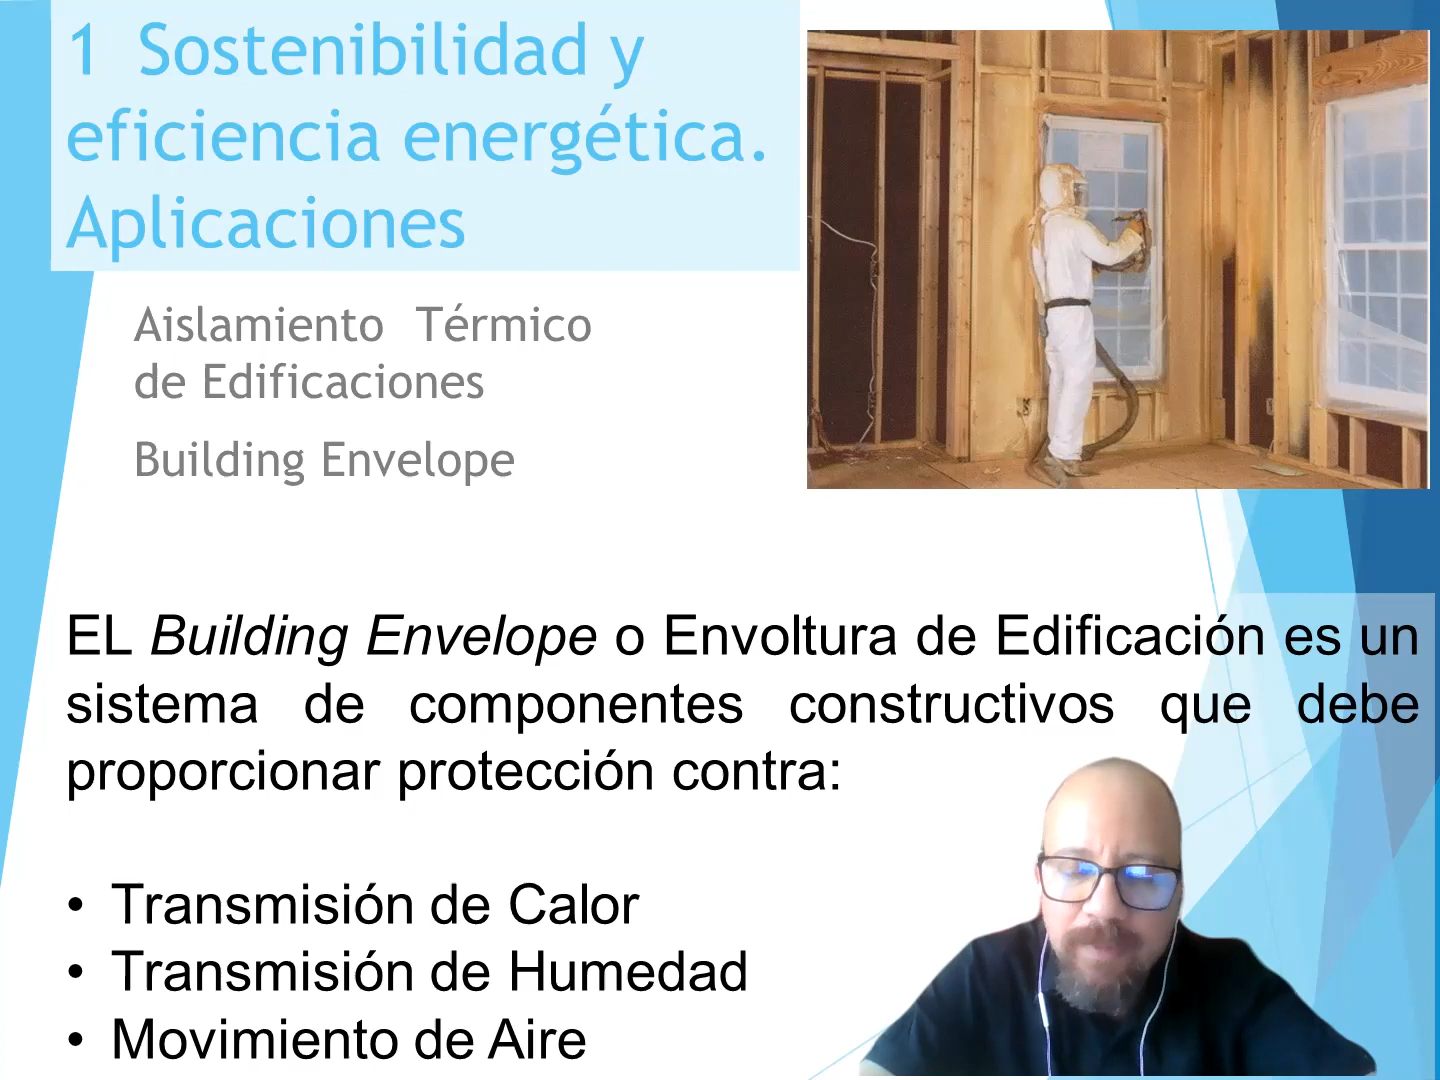 1 Sostenibilidad y
eficiencia energética.
Aplicaciones
Aislamiento Térmico
de Edificaciones
Building Envelope
EL Building Envelope o Envoltura de Edificación es un
sistema de componentes constructivos que debe
proporcionar protección contra:
• Transmisión de Calor
• Transmisión de Humedad
• Movimiento de Aire